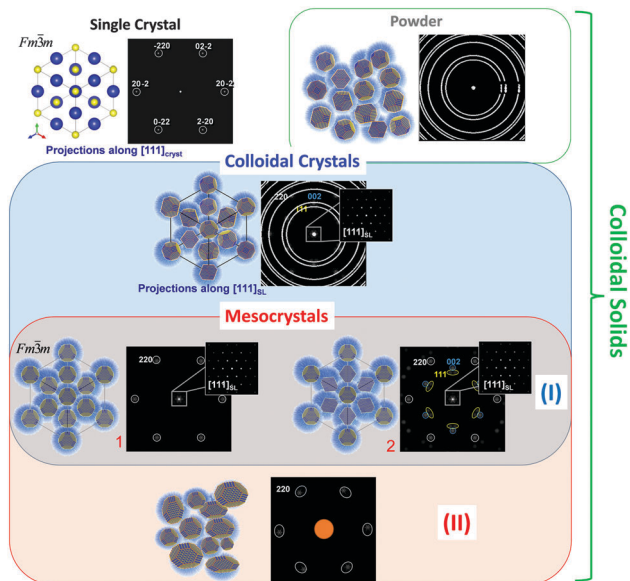 Single Crystal
Fm3̅m
-220
02-2
20-2
20-2
0-22
2-20
Projections along [111]cryst
Powder
Colloidal Crystals
220
002
111
[111]SL
Projections along [111]SL
Mesocrystals
Fm3̅m
220
[111]SL
1
220
002
111
[111]SL
2
(I)
220
(II)
Colloidal Solids